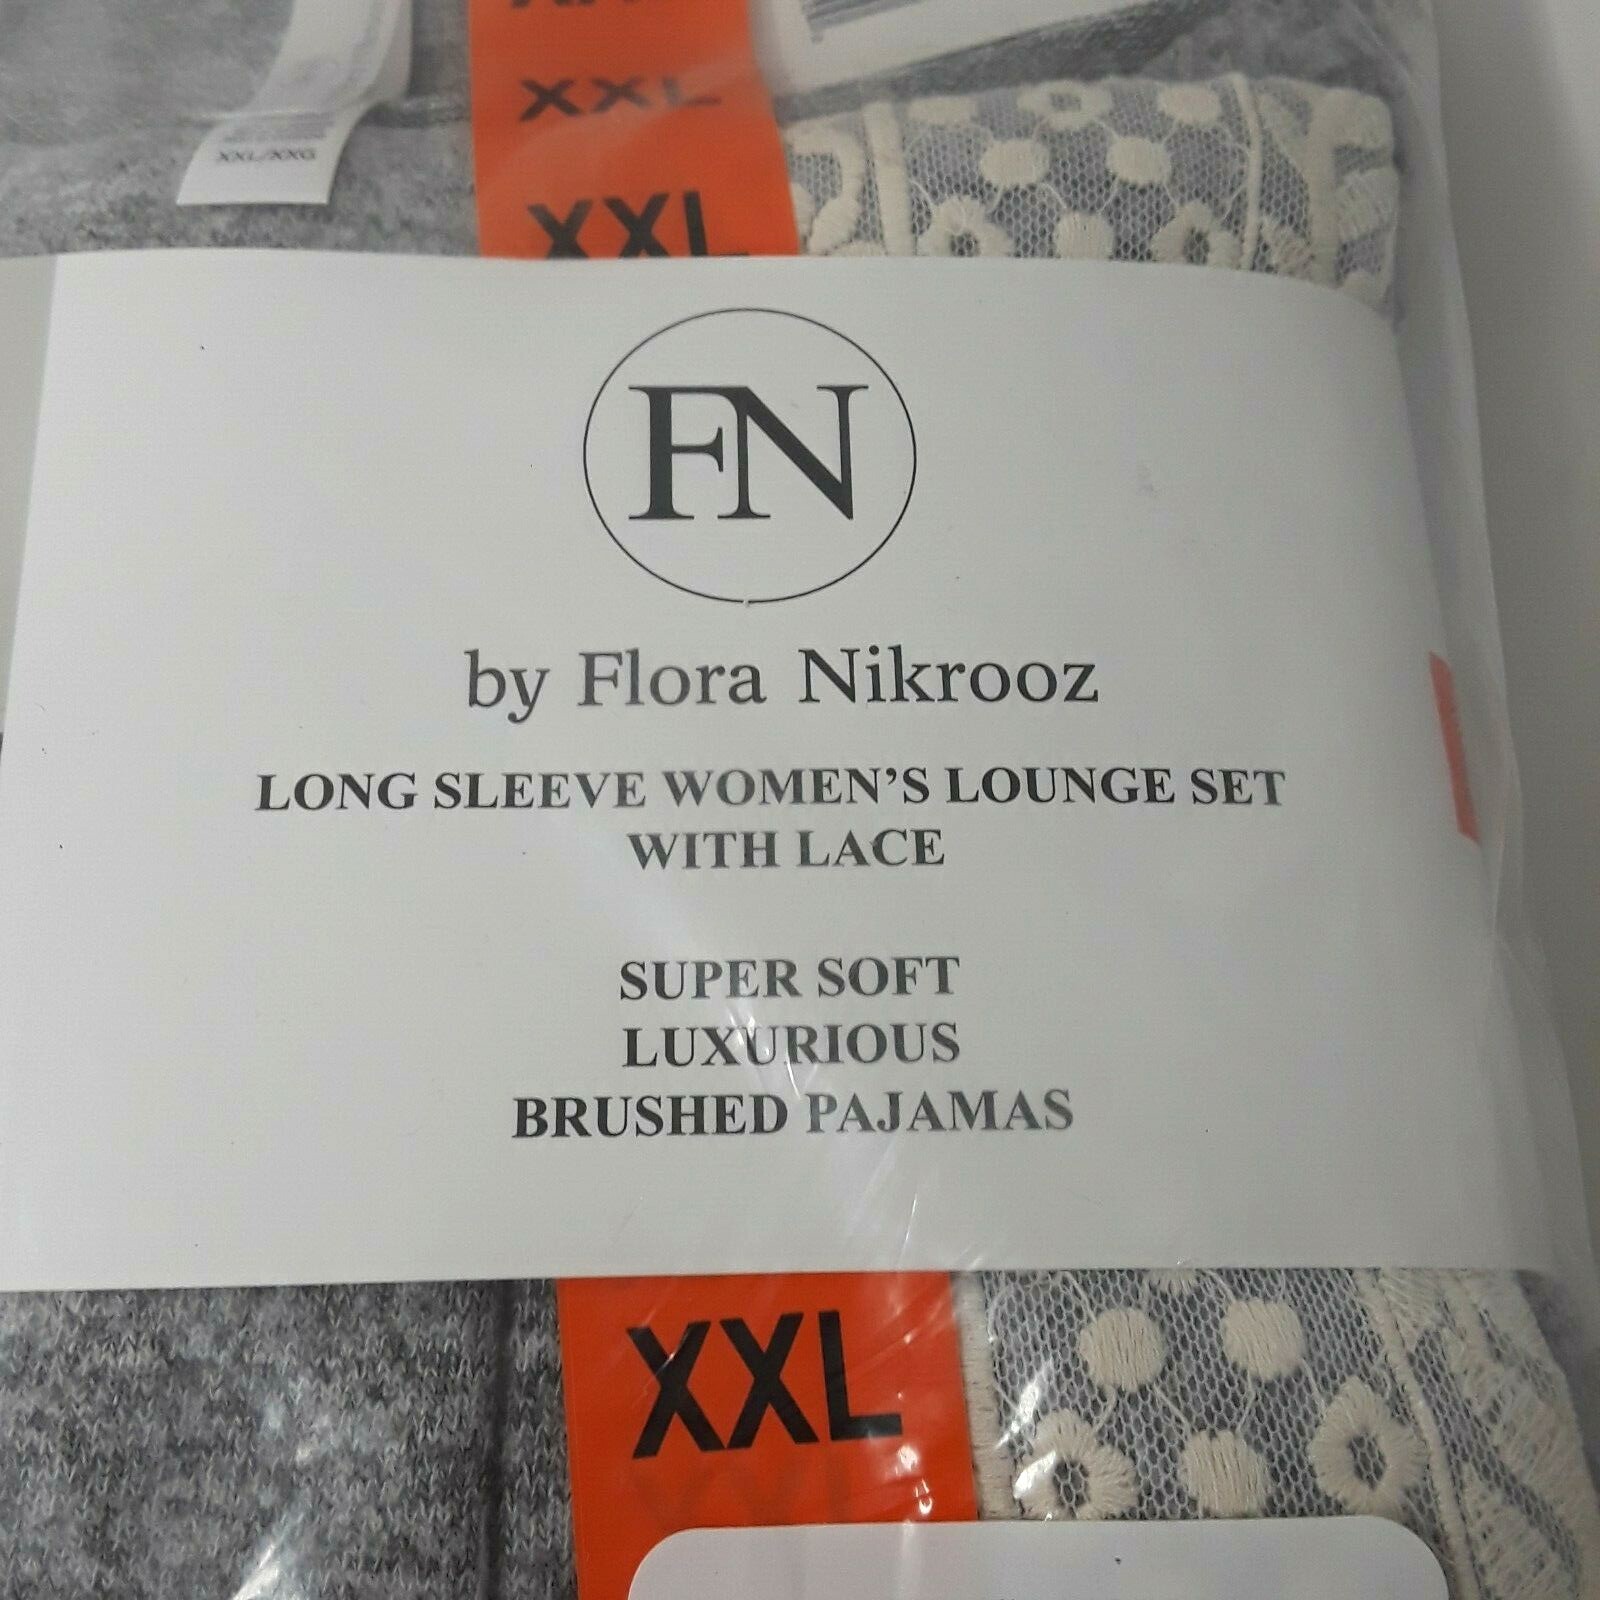 XXL
XXL/XXG
XXL
FN
by Flora Nikrooz
LONG SLEEVE WOMEN'S LOUNGE SET
WITH LACE
SUPER SOFT
LUXURIOUS
BRUSHED PAJAMAS
XXL